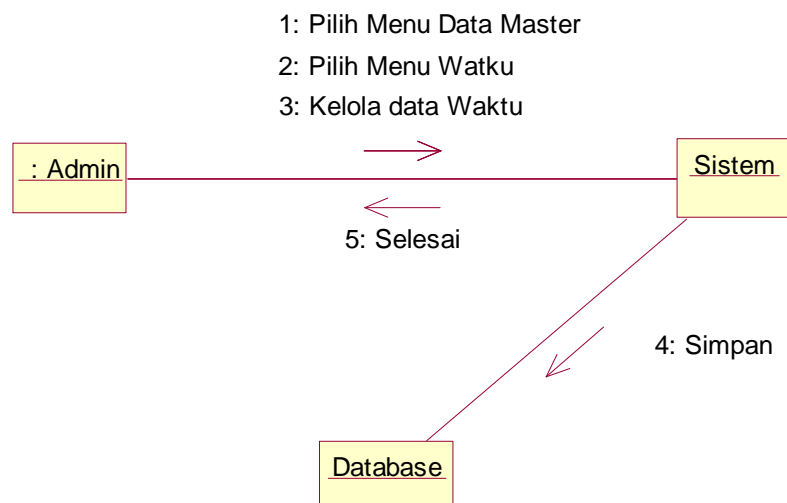 1: Pilih Menu Data Master
2: Pilih Menu Watku
3: Kelola data Waktu
: Admin
Sistem
5: Selesai
4: Simpan
Database